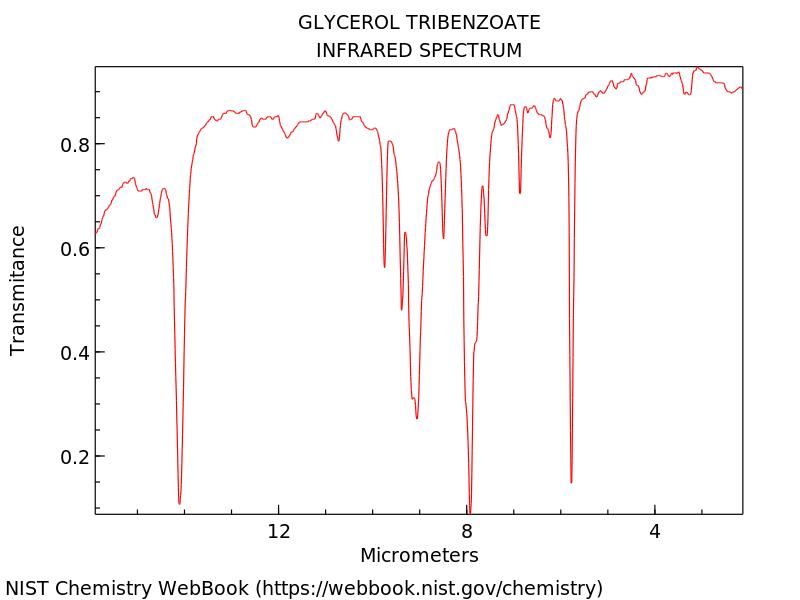 GLYCEROL TRIBENZOATE
INFRARED SPECTRUM
0.8
0.6
0.4
0.2
Transmitance
12
8
4
Micrometers
NIST Chemistry WebBook (https://webbook.nist.gov/chemistry)